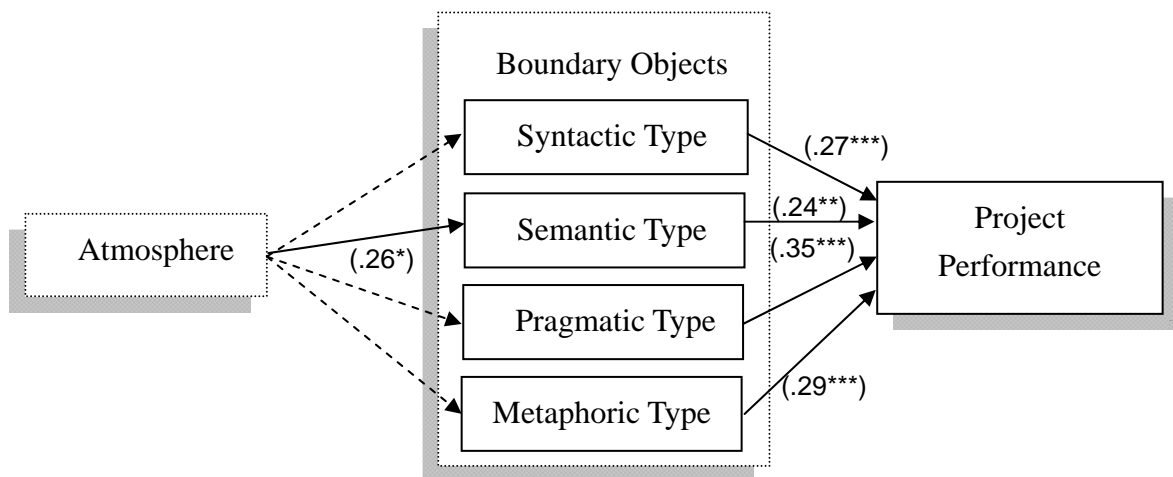 Boundary Objects
Syntactic Type
(.27***)
Semantic Type
(.24**)
Project
Performance
Atmosphere
(.26*)
(.35***)
Pragmatic Type
Metaphoric Type
(.29***)